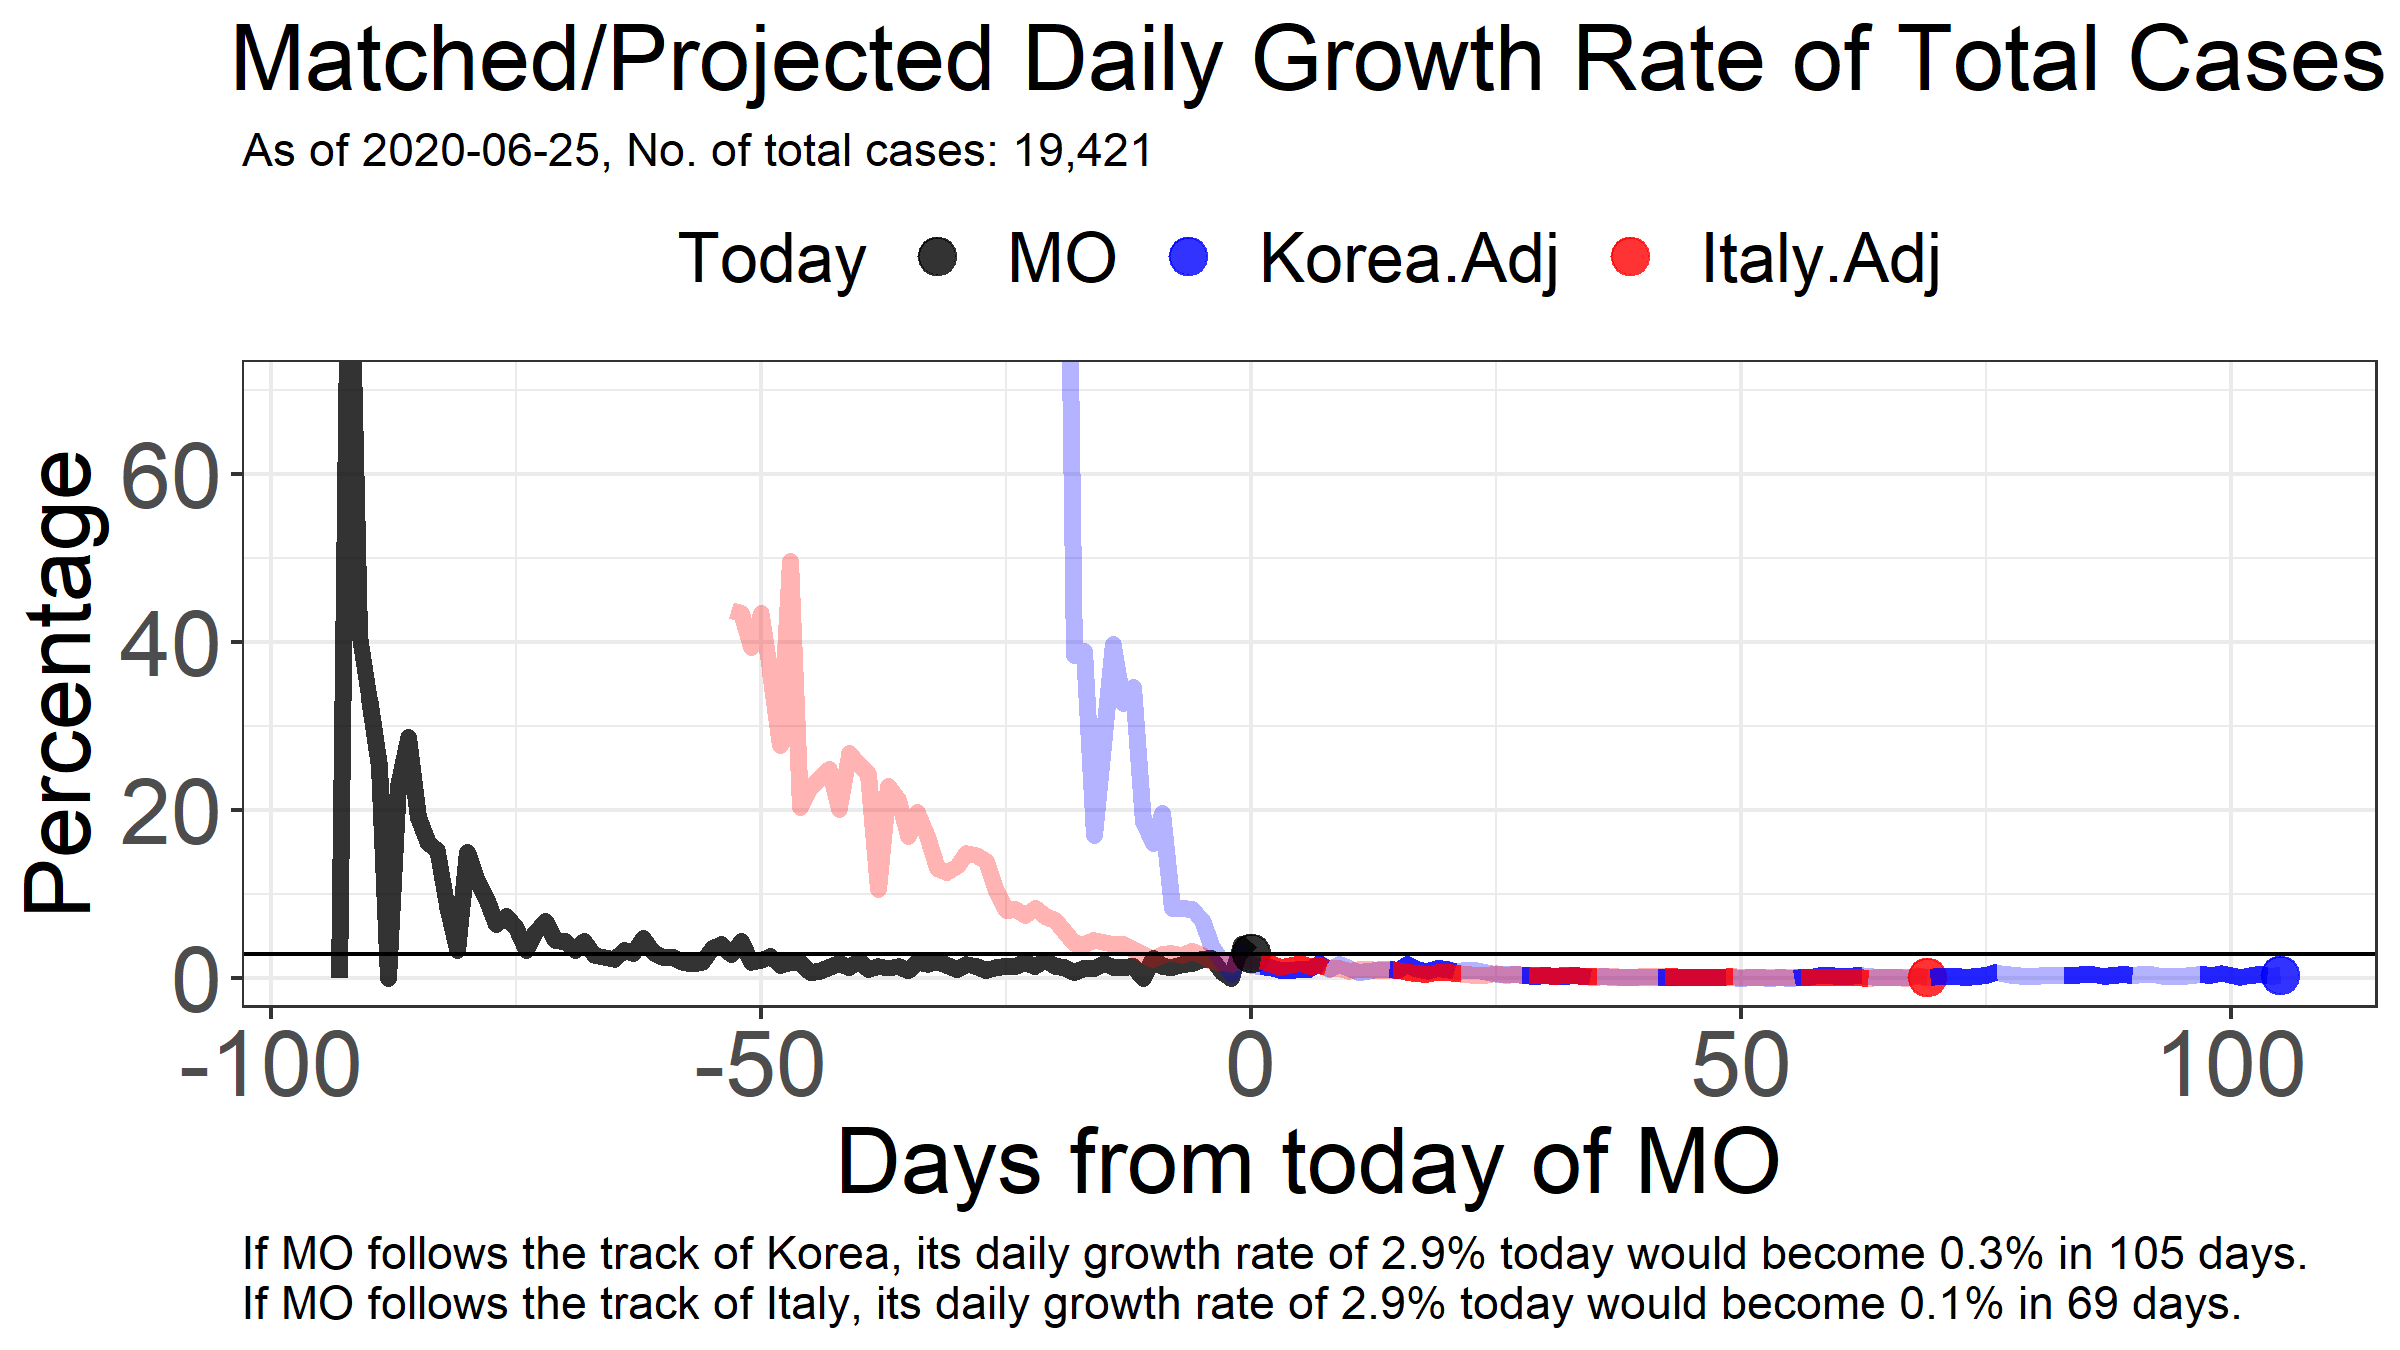 Matched/Projected Daily Growth Rate of Total Cases
As of 2020-06-25, No. of total cases: 19,421
Today MO Korea.Adj Italy.Adj
Percentage
60
40
20
0
-100 -50 0 50 100
Days from today of MO
If MO follows the track of Korea, its daily growth rate of 2.9% today would become 0.3% in 105 days.
If MO follows the track of Italy, its daily growth rate of 2.9% today would become 0.1% in 69 days.